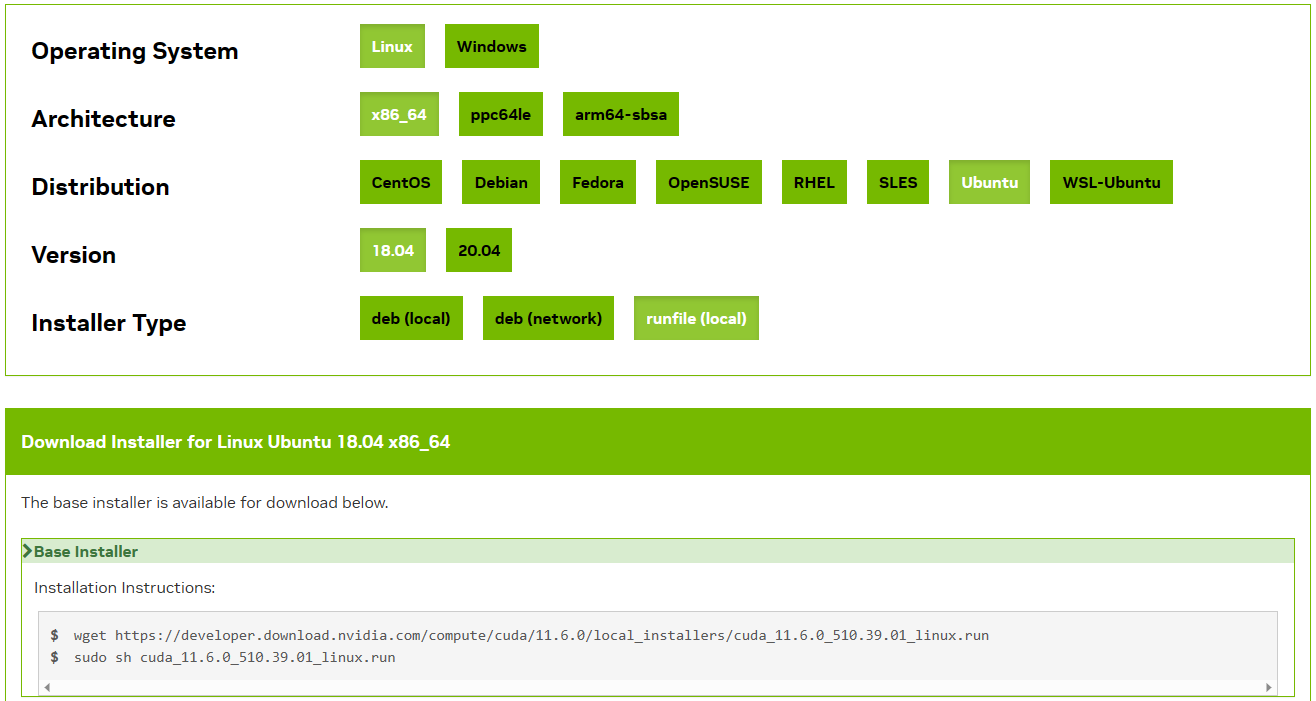 Operating System Linux Windows
Architecture x86_64 ppc64le arm64-sbsa
Distribution CentOS Debian Fedora OpenSUSE RHEL SLES Ubuntu WSL-Ubuntu
Version 18.04 20.04
Installer Type deb (local) deb (network) runfile (local)
Download Installer for Linux Ubuntu 18.04 x86_64
The base installer is available for download below.
Base Installer
Installation Instructions:
$ wget https://developer.download.nvidia.com/compute/cuda/11.6.0/local_installers/cuda_11.6.0_510.39.01_linux.run
$ sudo sh cuda_11.6.0_510.39.01_linux.run